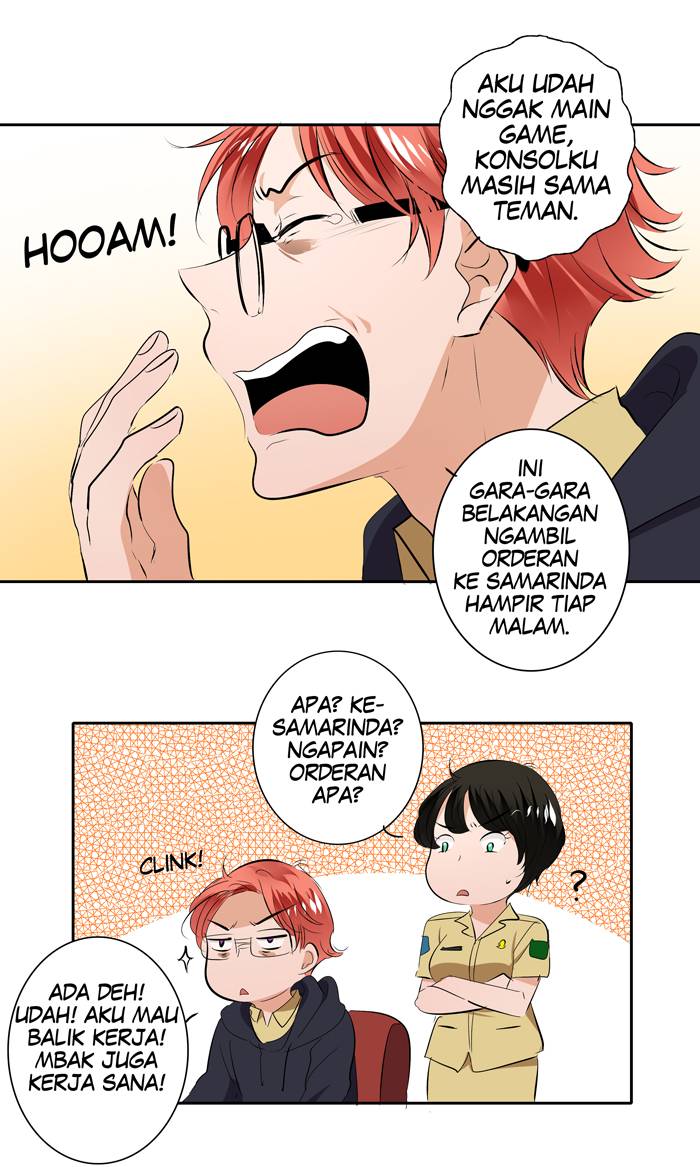 AKU UDAH
NGGAK MAIN
GAME,
KONSOLKU
MASIH SAMA
TEMAN.
HOOAM!
INI
GARA-GARA
BELAKANGAN
NGAMBIL
ORDERAN
KE SAMARINDA
HAMPIR TIAP
MALAM.
APA? KE-
SAMARINDA?
NGAPAIN?
ORDERAN
APA?
CLINK!
?
ADA DEH!
UDAH! AKU MAU
BALIK KERJA!
MBAK JUGA
KERJA SANA!